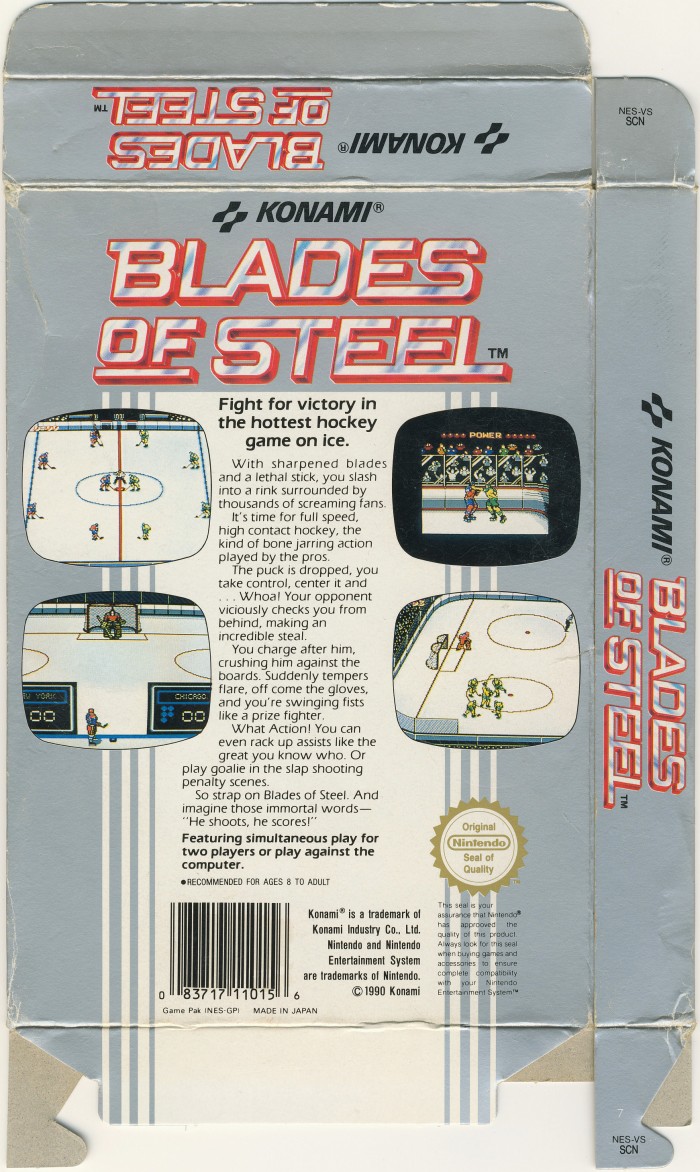 BLADES
OF STEEL™
KONAMI®
NES-VS
SCN
KONAMI®
BLADES
OF STEEL™
Fight for victory in
the hottest hockey
game on ice.
With sharpened blades
and a lethal stick, you slash
into a rink surrounded by
thousands of screaming fans.
It's time for full speed,
high contact hockey, the
kind of bone jarring action
played by the pros.
The puck is dropped, you
take control, center it and
. . . Whoa! Your opponent
viciously checks you from
behind, making an
incredible steal.
You charge after him,
crushing him against the
boards. Suddenly tempers
flare, off come the gloves,
and you're swinging fists
like a prize fighter.
What Action! You can
even rack up assists like the
great you know who. Or
play goalie in the slap shooting
penalty scenes.
So strap on Blades of Steel. And
imagine those immortal words—
"He shoots, he scores!"
Featuring simultaneous play for
two players or play against the
computer.
●RECOMMENDED FOR AGES 8 TO ADULT
POWER
YORK
00
CHICAGO
00
Original
Nintendo
Seal of
Quality
TM
This seal is your
assurance that Nintendo®
has approved the
quality of this product.
Always look for this seal
when buying games and
accessories to ensure
complete compatibility
with your Nintendo
Entertainment System™
Konami® is a trademark of
Konami Industry Co., Ltd.
Nintendo and Nintendo
Entertainment System
are trademarks of Nintendo.
©1990 Konami
0 83717 11015 6
Game Pak (NES-GP) MADE IN JAPAN
KONAMI®
BLADES
OF STEEL™
7
NES-VS
SCN